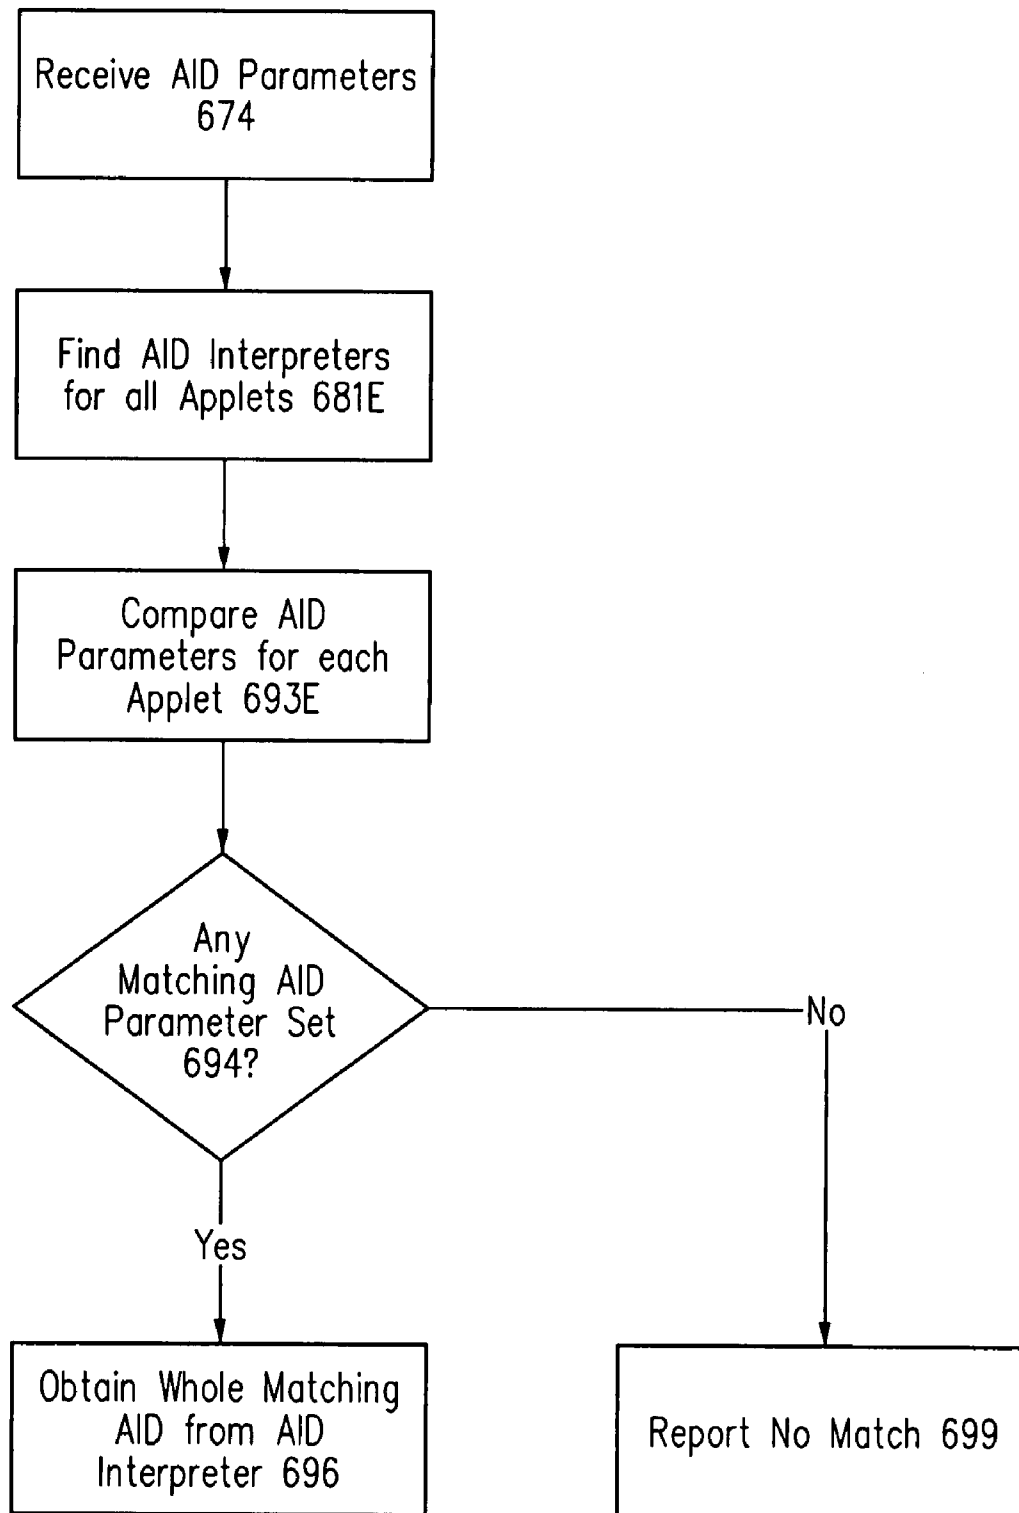 Receive AID Parameters
674
Find AID Interpreters
for all Applets 681E
Compare AID
Parameters for each
Applet 693E
Any
Matching AID
Parameter Set
694?
No
Yes
Obtain Whole Matching
AID from AID
Interpreter 696
Report No Match 699